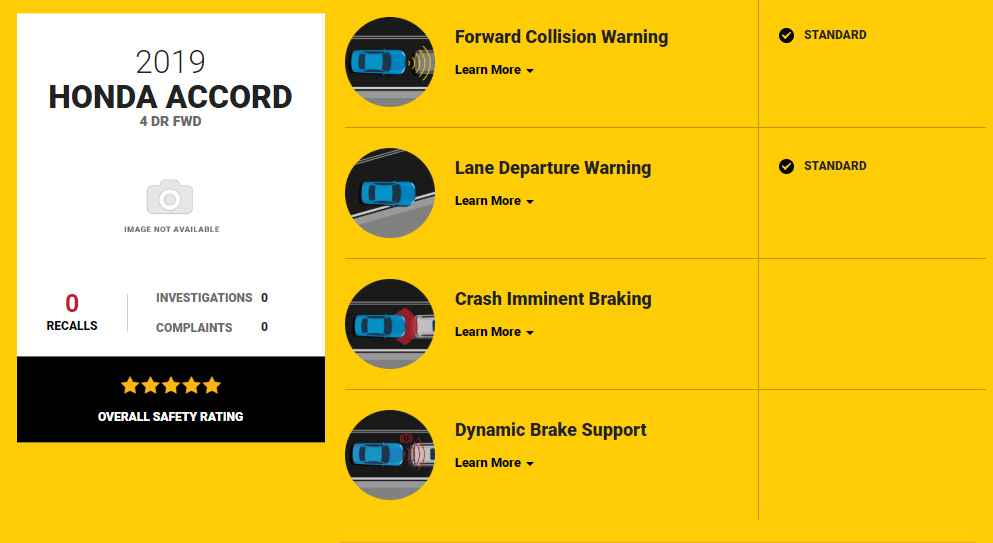 2019
HONDA ACCORD
4 DR FWD
IMAGE NOT AVAILABLE
0
RECALLS
INVESTIGATIONS 0
COMPLAINTS 0
OVERALL SAFETY RATING
Forward Collision Warning
Learn More
STANDARD
Lane Departure Warning
Learn More
STANDARD
Crash Imminent Braking
Learn More
Dynamic Brake Support
Learn More